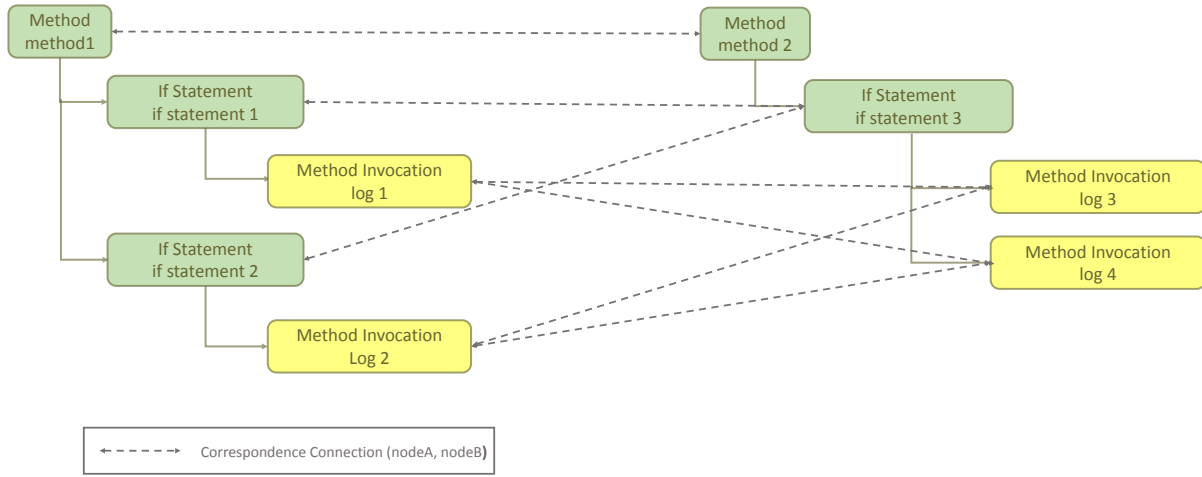 Method
method1
Method
method 2
If Statement
if statement 1
If Statement
if statement 3
Method Invocation
log 1
Method Invocation
log 3
If Statement
if statement 2
Method Invocation
log 4
Method Invocation
Log 2
Correspondence Connection (nodeA, nodeB)